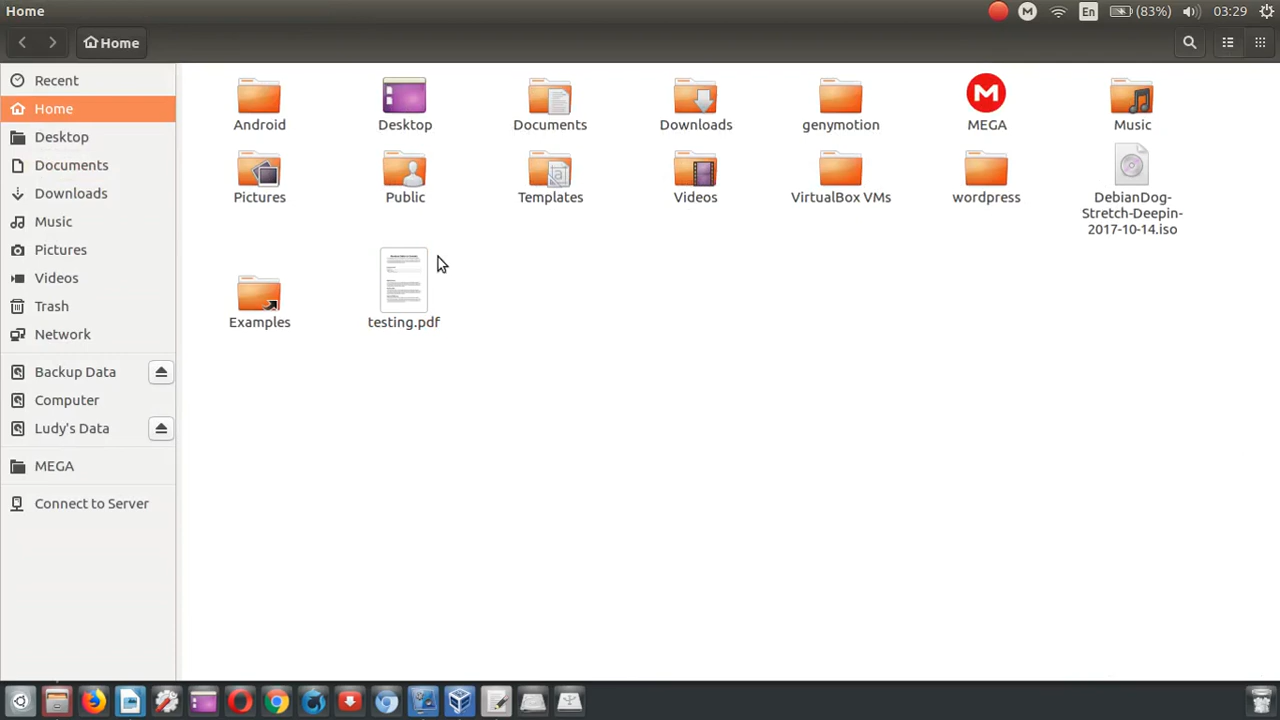 Home
M En (83%) 03:29
Home
Recent
Home
Desktop
Documents
Downloads
Music
Pictures
Videos
Trash
Network
Backup Data
Computer
Ludy's Data
MEGA
Connect to Server
Android Desktop Documents Downloads genymotion MEGA Music
Pictures Public Templates Videos VirtualBox VMs wordpress DebianDog-
Stretch-Deepin-
2017-10-14.iso
Examples testing.pdf